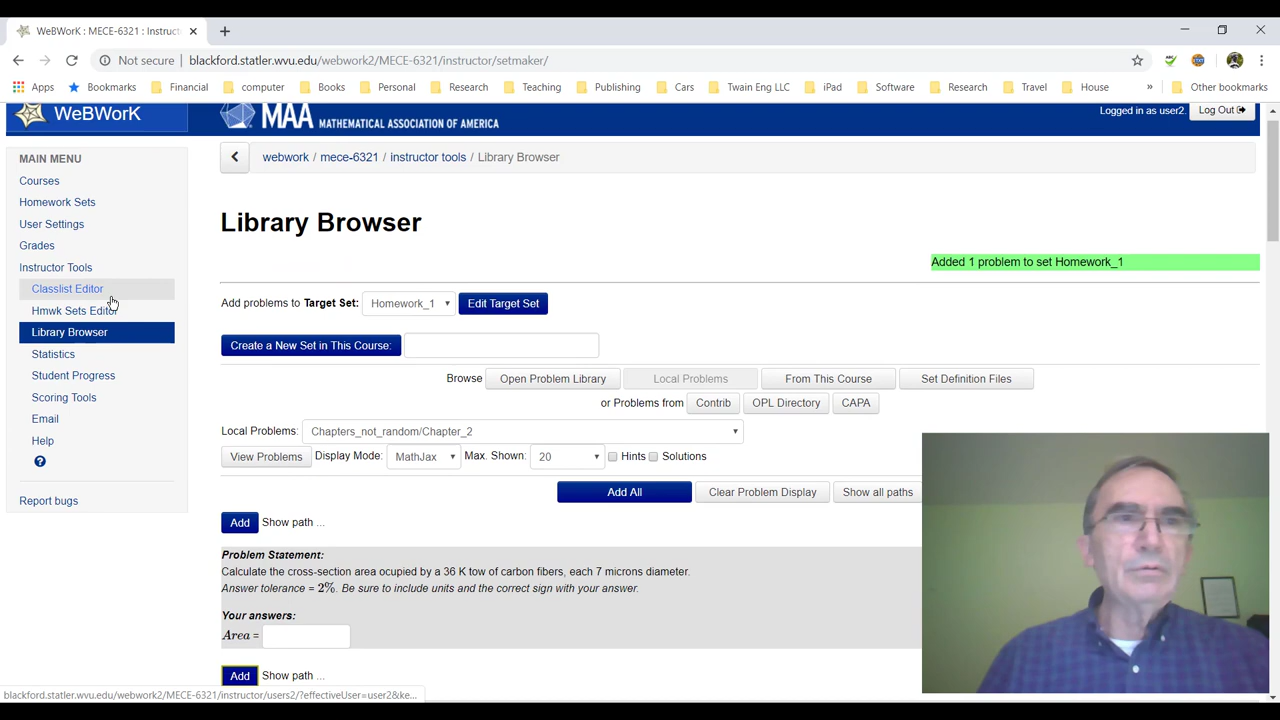 WeBWorK : MECE-6321 : Instruct
Not secure
blackford.statler.wvu.edu/webwork2/MECE-6321/instructor/setmaker/
Apps
Bookmarks
Financial
computer
Books
Personal
Research
Teaching
Publishing
Cars
Twain Eng LLC
iPad
Software
Research
Travel
House
»
Other bookmarks
WeBWorK
MAA MATHEMATICAL ASSOCIATION OF AMERICA
Logged in as user2.
Log Out
MAIN MENU
Courses
Homework Sets
User Settings
Grades
Instructor Tools
Classlist Editor
Hmwk Sets Editor
Library Browser
Statistics
Student Progress
Scoring Tools
Email
Help
Report bugs
webwork / mece-6321 / instructor tools / Library Browser
Library Browser
Added 1 problem to set Homework_1
Add problems to Target Set: Homework_1 Edit Target Set
Create a New Set in This Course:
Browse Open Problem Library Local Problems From This Course Set Definition Files
or Problems from Contrib OPL Directory CAPA
Local Problems: Chapters_not_random/Chapter_2
View Problems Display Mode: MathJax Max. Shown: 20 Hints Solutions
Add All Clear Problem Display Show all paths
Add Show path ...
Problem Statement:
Calculate the cross-section area ocupied by a 36 K tow of carbon fibers, each 7 microns diameter.
Answer tolerance = 2%. Be sure to include units and the correct sign with your answer.
Your answers:
Area =
Add Show path ...
blackford.statler.wvu.edu/webwork2/MECE-6321/instructor/users2/?effectiveUser=user2&ke...